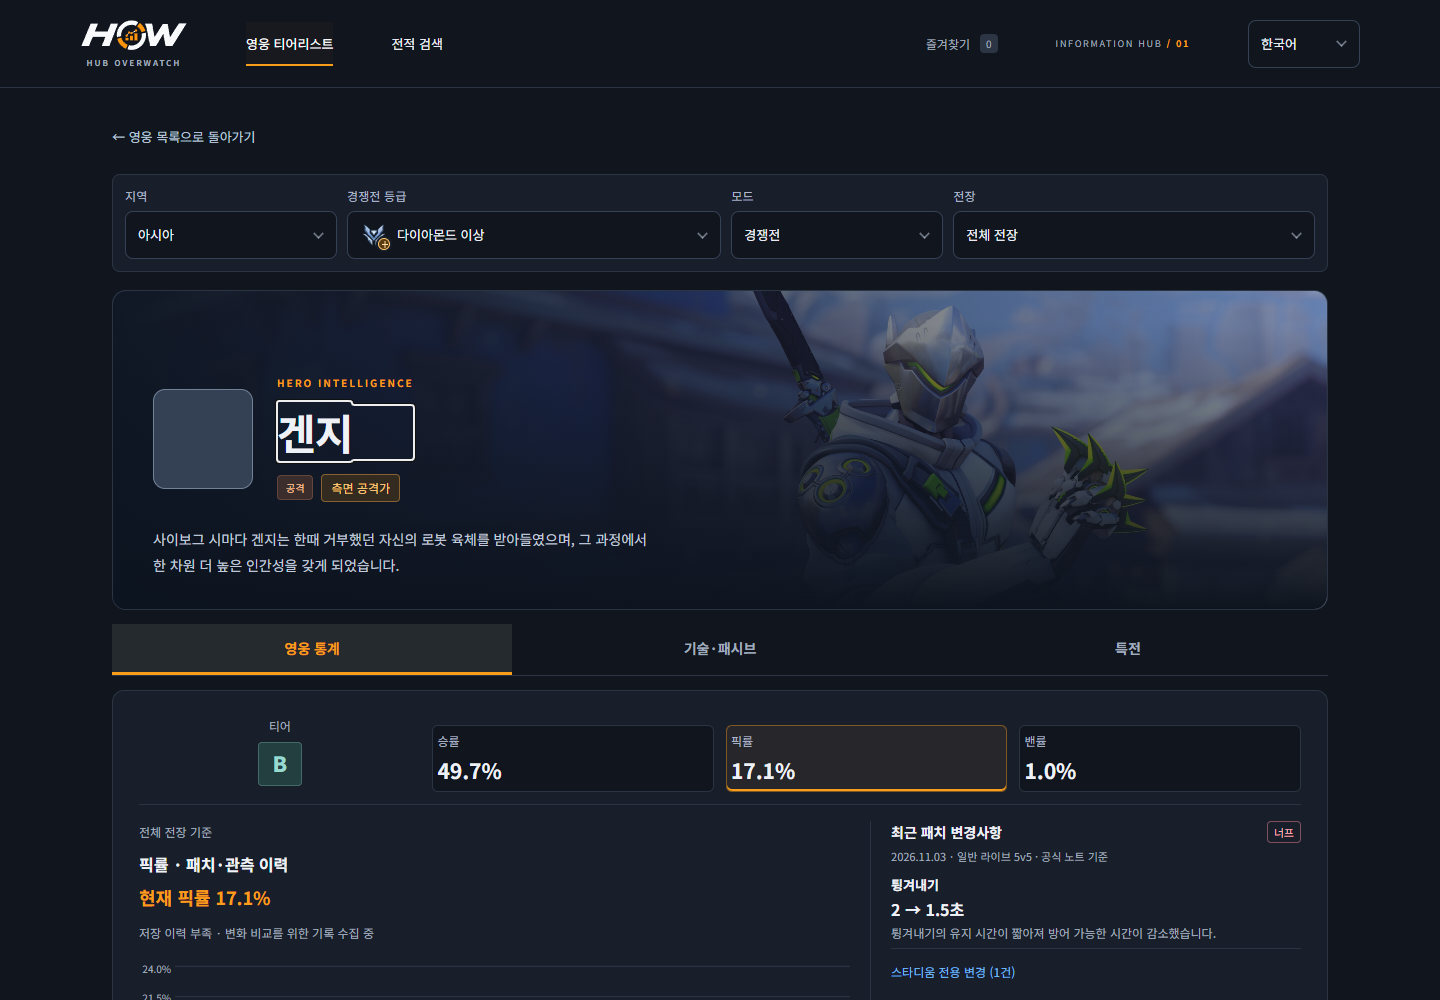 HOW
HUB OVERWATCH
영웅 티어리스트
전적 검색
즐겨찾기 0
INFORMATION HUB / 01
한국어
← 영웅 목록으로 돌아가기
지역
경쟁전 등급
모드
전장
아시아
다이아몬드 이상
경쟁전
전체 전장
HERO INTELLIGENCE
겐지
공격
측면 공격가
사이보그 시마다 겐지는 한때 거부했던 자신의 로봇 육체를 받아들였으며, 그 과정에서
한 차원 더 높은 인간성을 갖게 되었습니다.
영웅 통계
기술·패시브
특전
티어
B
승률
49.7%
픽률
17.1%
밴률
1.0%
전체 전장 기준
픽률 · 패치·관측 이력
현재 픽률 17.1%
저장 이력 부족 · 변화 비교를 위한 기록 수집 중
24.0%
21.5%
최근 패치 변경사항
너프
2026.11.03 · 일반 라이브 5v5 · 공식 노트 기준
튕겨내기
2 → 1.5초
튕겨내기의 유지 시간이 짧아져 방어 가능한 시간이 감소했습니다.
스타디움 전용 변경 (1건)